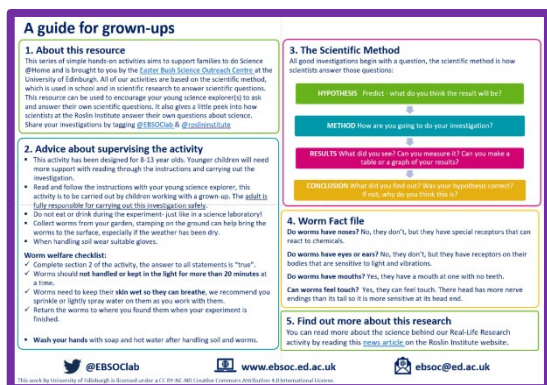 A guide for grown-ups
1. About this resource
This series of simple hands-on activities aims to support families to do Science
@Home and is brought to you by the Easter Bush Science Outreach Centre at the
University of Edinburgh. All of our activities are based on the scientific method,
which is used in school and in scientific research to answer scientific questions.
This resource can be used to encourage your young science explorer(s) to ask
and answer their own scientific questions. It also gives a little peek into how
scientists at the Roslin Institute answer their own questions about science.
Share your investigations by tagging @EBSOClab & @roslininstitute
2. Advice about supervising the activity
▪ This activity has been designed for 8-13 year olds. Younger children will need
more support with reading through the instructions and carrying out the
investigation.
▪ Read and follow the instructions with your young science explorer, this
activity is to be carried out by children working with a grown-up. The adult is
fully responsible for carrying out this investigation safely.
▪ Do not eat or drink during the experiment- just like in a science laboratory!
▪ Collect worms from your garden, stamping on the ground can help bring the
worms to the surface, especially if the weather has been dry.
▪ When handling soil wear suitable gloves.
Worm welfare checklist:
✓ Complete section 2 of the activity, the answer to all statements is "true".
✓ Worms should not handled or kept in the light for more than 20 minutes at
a time.
✓ Worms need to keep their skin wet so they can breathe, we recommend you
sprinkle or lightly spray water on them as you work with them.
✓ Return the worms to where you found them when your experiment is
finished.
▪ Wash your hands with soap and hot water after handling soil and worms.
3. The Scientific Method
All good investigations begin with a question, the scientific method is how
scientists answer those questions:
HYPOTHESIS Predict - what do you think the result will be?
METHOD How are you going to do your investigation?
RESULTS What did you see? Can you measure it? Can you make
a table or a graph of your results?
CONCLUSION What did you find out? Was your hypothesis correct?
If not, why do you think this is?
4. Worm Fact file
Do worms have noses? No, they don't, but they have special receptors that can
react to chemicals.
Do worms have eyes or ears? No, they don't, but they have receptors on their
bodies that are sensitive to light and vibrations.
Do worms have mouths? Yes, they have a mouth at one with no teeth.
Can worms feel touch? Yes, they can feel touch. There head has more nerve
endings than its tail so it is more sensitive at its head end.
5. Find out more about this research
You can read more about the science behind our Real-Life Research
activity by reading this news article on the Roslin Institute website.
@EBSOClab
www.ebsoc.ed.ac.uk
ebsoc@ed.ac.uk
This work by University of Edinburgh is licensed under a CC BY-NC-ND Creative Commons Attribution 4.0 International License.